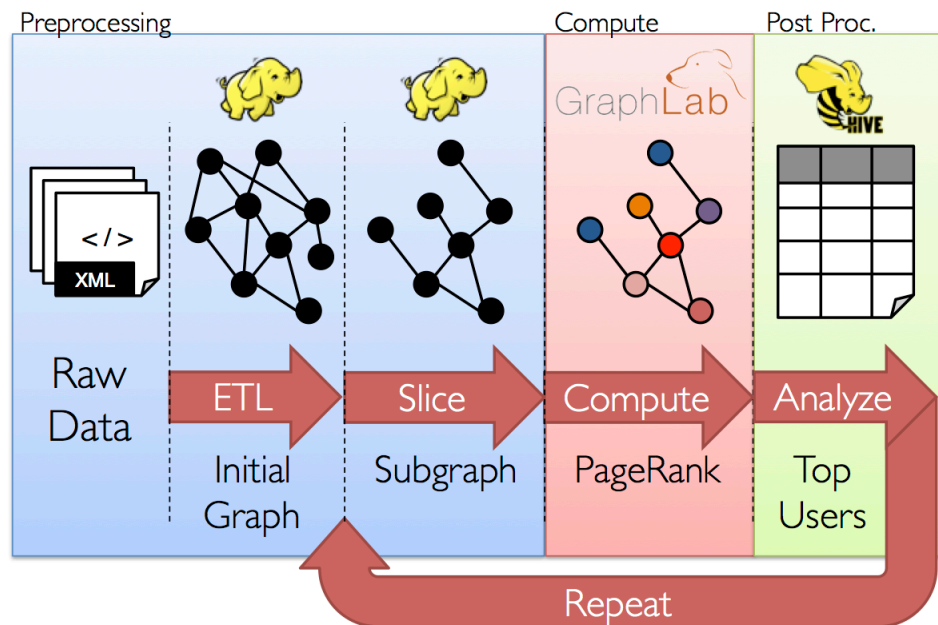 Preprocessing
Compute
Post Proc.
GraphLab
HIVE
</>
XML
Raw
Data
ETL
Slice
Compute
Analyze
Initial
Graph
Subgraph
PageRank
Top
Users
Repeat